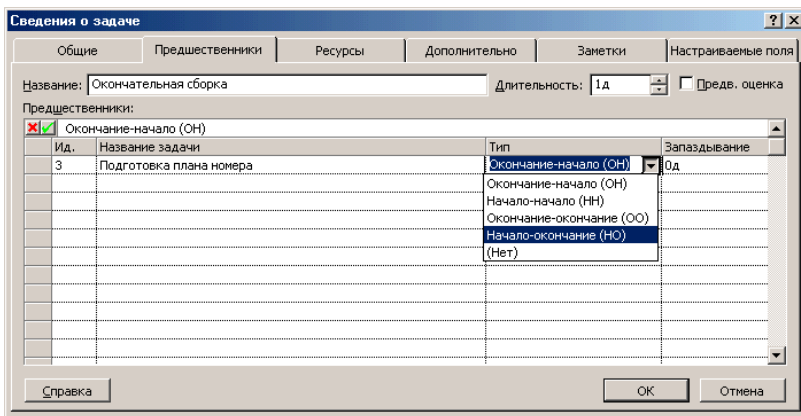 Сведения о задаче
Общие Предшественники Ресурсы Дополнительно Заметки Настраиваемые поля
Название: Окончательная сборка Длительность: 1д Предв. оценка
Предшественники:
Окончание-начало (ОН)
Ид. Название задачи Тип Запаздывание
3 Подготовка плана номера Окончание-начало (ОН) 0д
Окончание-начало (ОН)
Начало-начало (НН)
Окончание-окончание (ОО)
Начало-окончание (НО)
(Нет)
Справка ОК Отмена